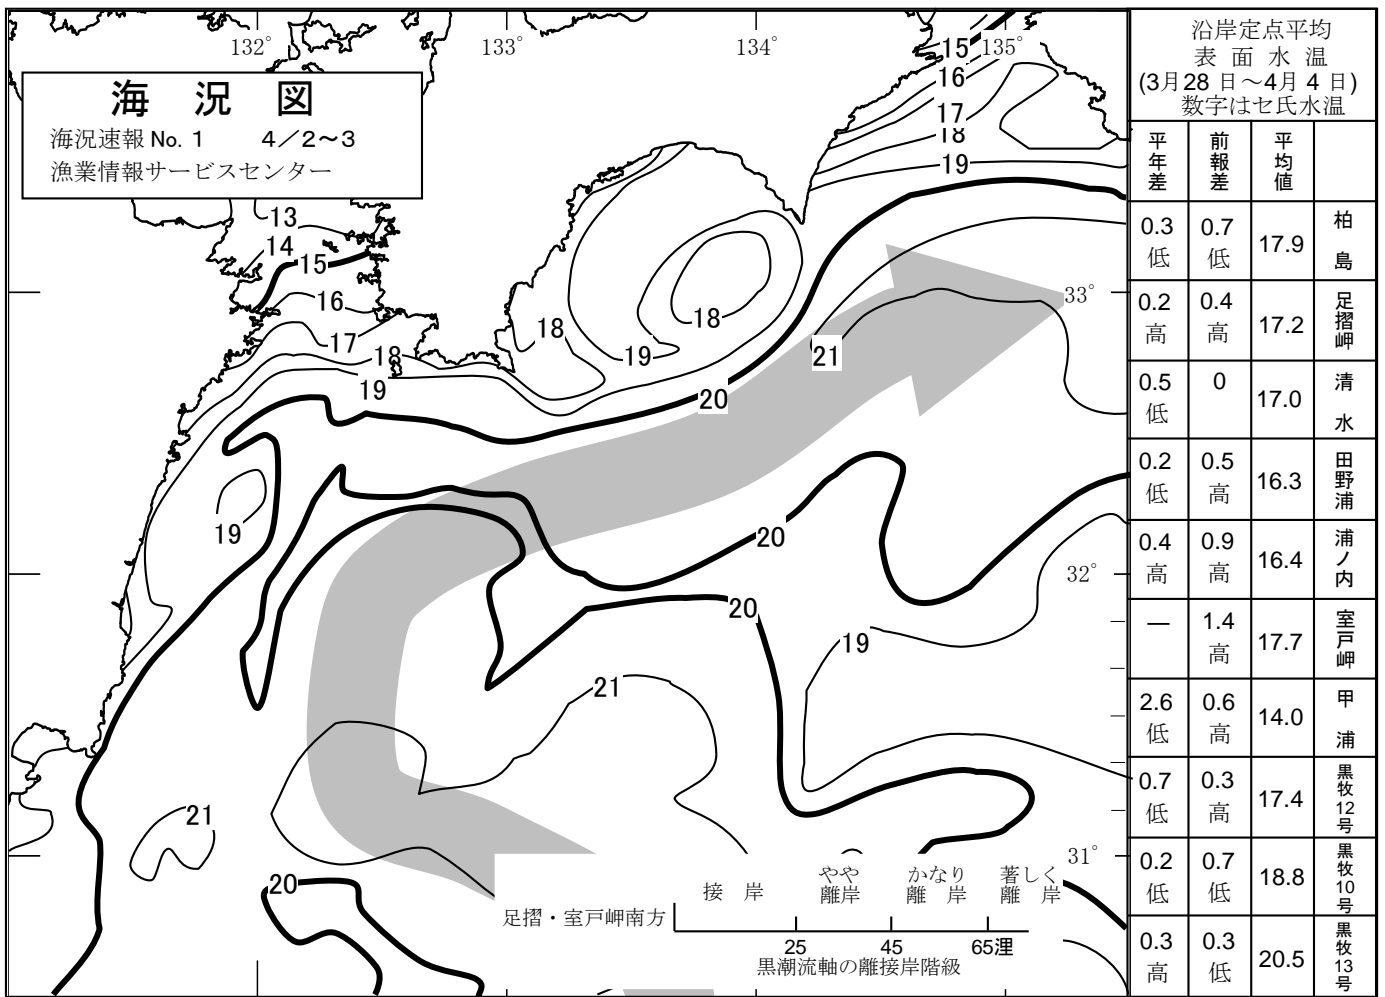 海 況 図
海況速報 No. 1 4／2～3
漁業情報サービスセンター
132°
133°
134°
135°
15
16
17
18
19
13
14
15
16
17
18
19
18
19
18
20
21
33°
19
20
32°
20
19
21
21
31°
20
接 岸
やや
離岸
かなり
離 岸
著しく
離 岸
足摺・室戸岬南方
25
45
65浬
黒潮流軸の離接岸階級
沿岸定点平均
表 面 水 温
(3月28 日～4月 4 日)
数字はセ氏水温
平年差 前報差 平均値
0.3低 0.7低 17.9 柏島
0.2高 0.4高 17.2 足摺岬
0.5低 0 17.0 清水
0.2低 0.5高 16.3 田野浦
0.4高 0.9高 16.4 浦ノ内
― 1.4高 17.7 室戸岬
2.6低 0.6高 14.0 甲浦
0.7低 0.3高 17.4 黒牧12号
0.2低 0.7低 18.8 黒牧10号
0.3高 0.3低 20.5 黒牧13号